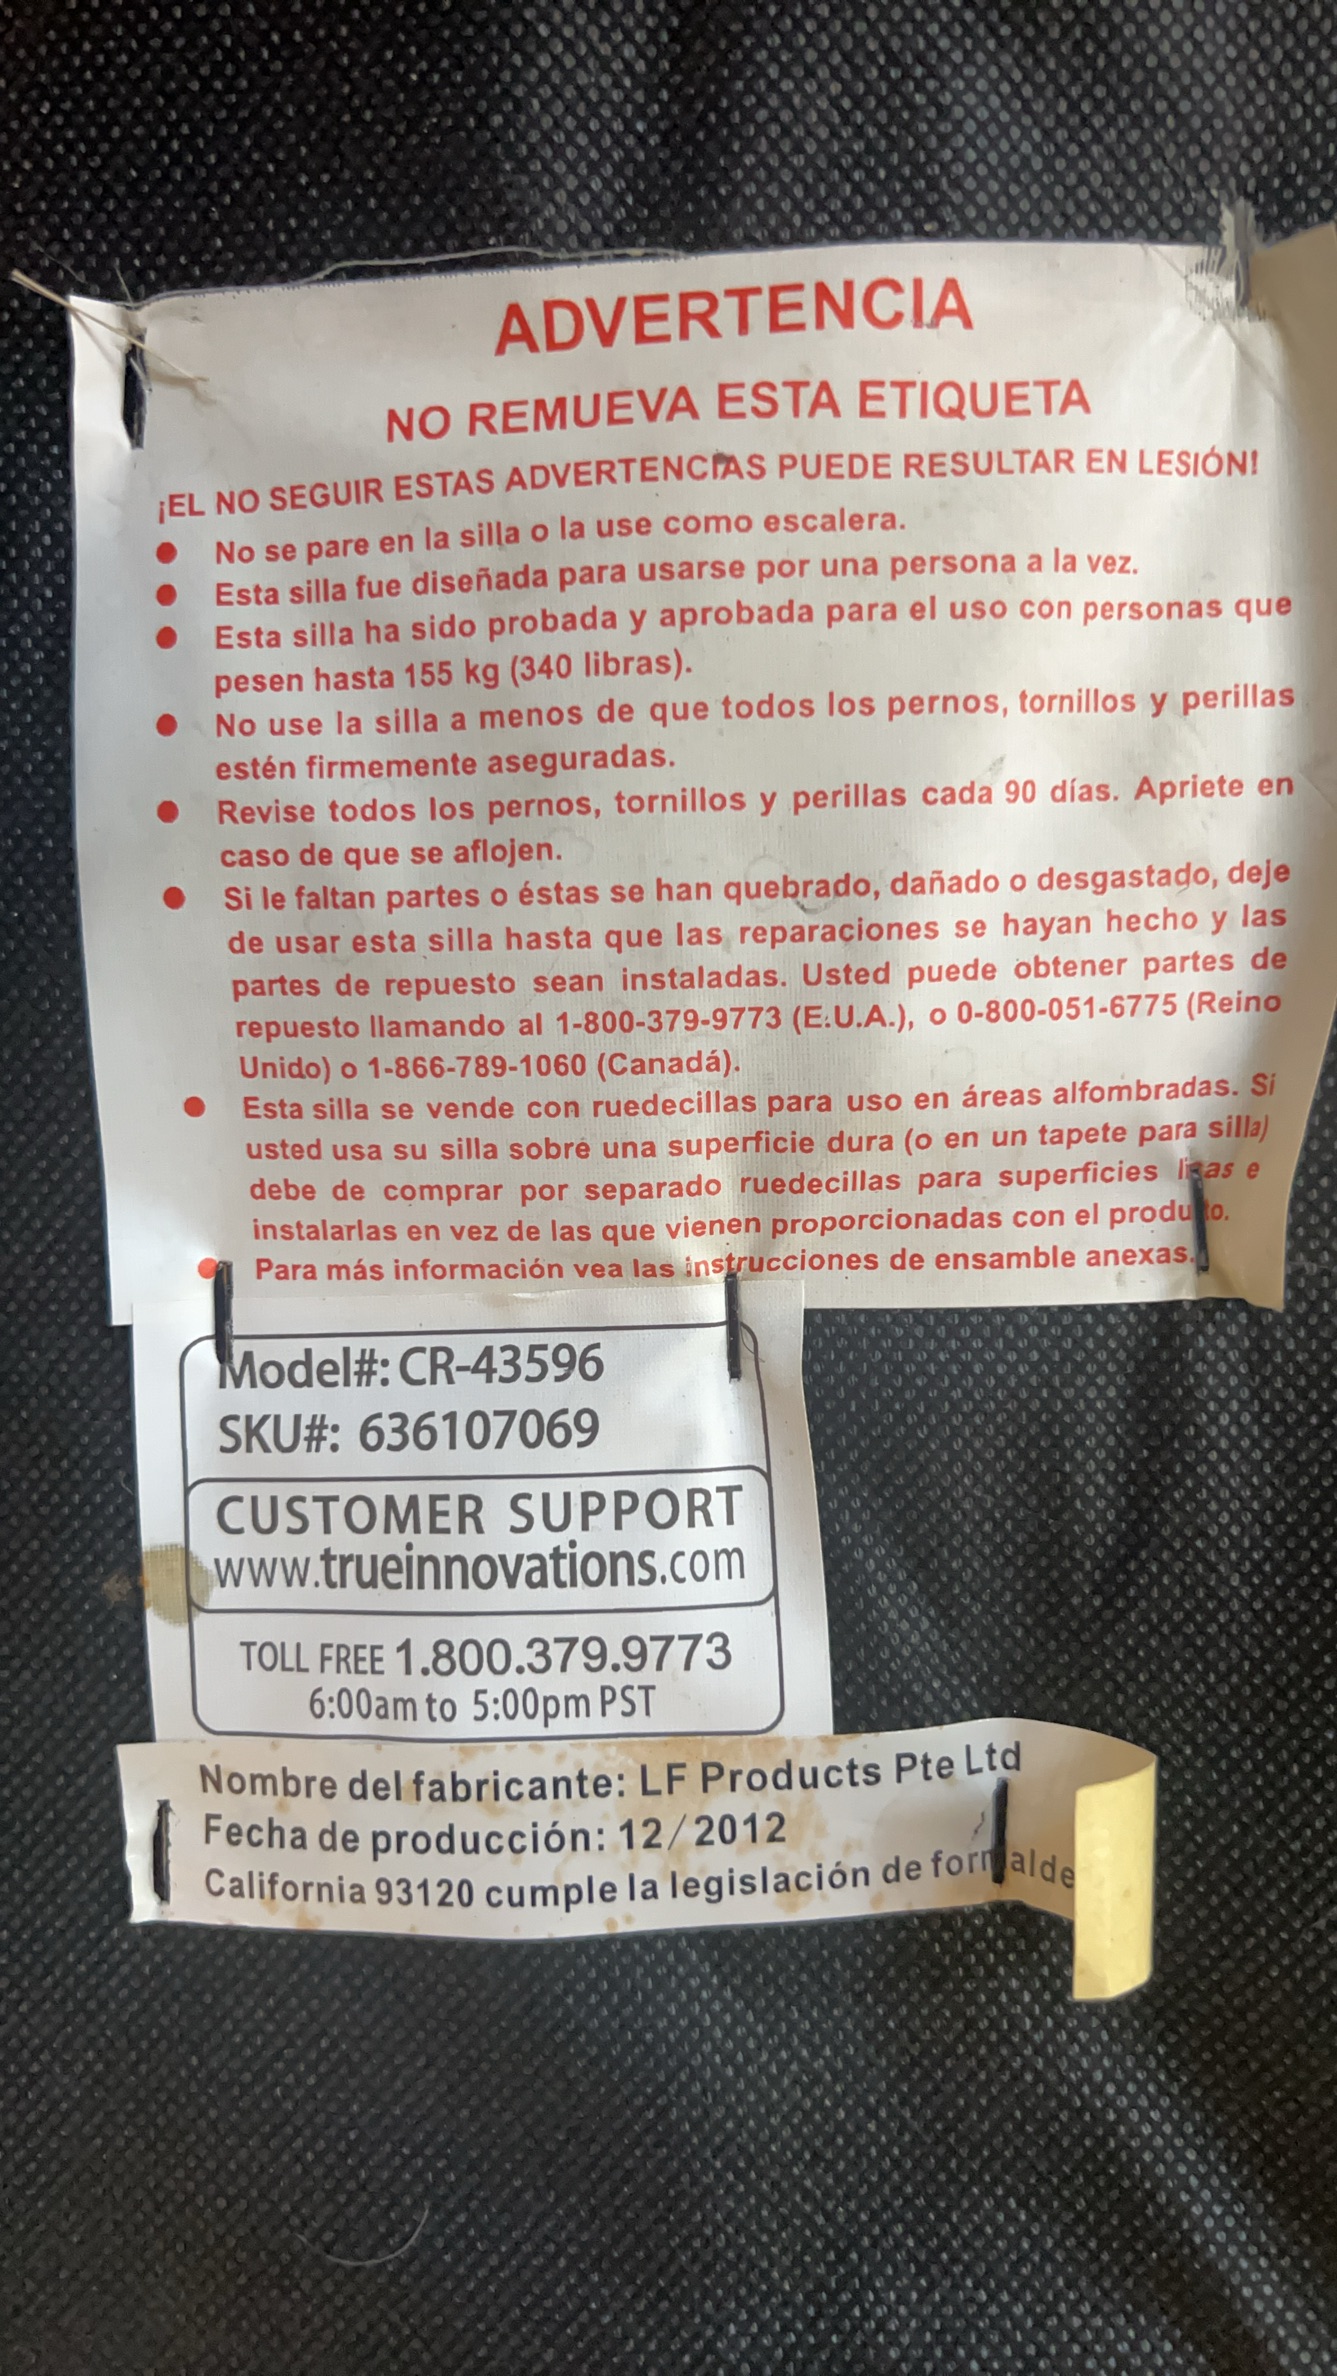 ADVERTENCIA
NO REMUEVA ESTA ETIQUETA
¡EL NO SEGUIR ESTAS ADVERTENCIAS PUEDE RESULTAR EN LESIÓN!
● No se pare en la silla o la use como escalera.
● Esta silla fue diseñada para usarse por una persona a la vez.
● Esta silla ha sido probada y aprobada para el uso con personas que
pesen hasta 155 kg (340 libras).
● No use la silla a menos de que todos los pernos, tornillos y perillas
estén firmemente aseguradas.
● Revise todos los pernos, tornillos y perillas cada 90 días. Apriete en
caso de que se aflojen.
● Si le faltan partes o éstas se han quebrado, dañado o desgastado, deje
de usar esta silla hasta que las reparaciones se hayan hecho y las
partes de repuesto sean instaladas. Usted puede obtener partes de
repuesto llamando al 1-800-379-9773 (E.U.A.), o 0-800-051-6775 (Reino
Unido) o 1-866-789-1060 (Canadá).
● Esta silla se vende con ruedecillas para uso en áreas alfombradas. Si
usted usa su silla sobre una superficie dura (o en un tapete para silla)
debe de comprar por separado ruedecillas para superficies lisas e
instalarlas en vez de las que vienen proporcionadas con el producto.
● Para más información vea las instrucciones de ensamble anexas.
Model#: CR-43596
SKU#: 636107069
CUSTOMER SUPPORT
www.trueinnovations.com
TOLL FREE 1.800.379.9773
6:00am to 5:00pm PST
Nombre del fabricante: LF Products Pte Ltd
Fecha de producción: 12/2012
California 93120 cumple la legislación de formalde